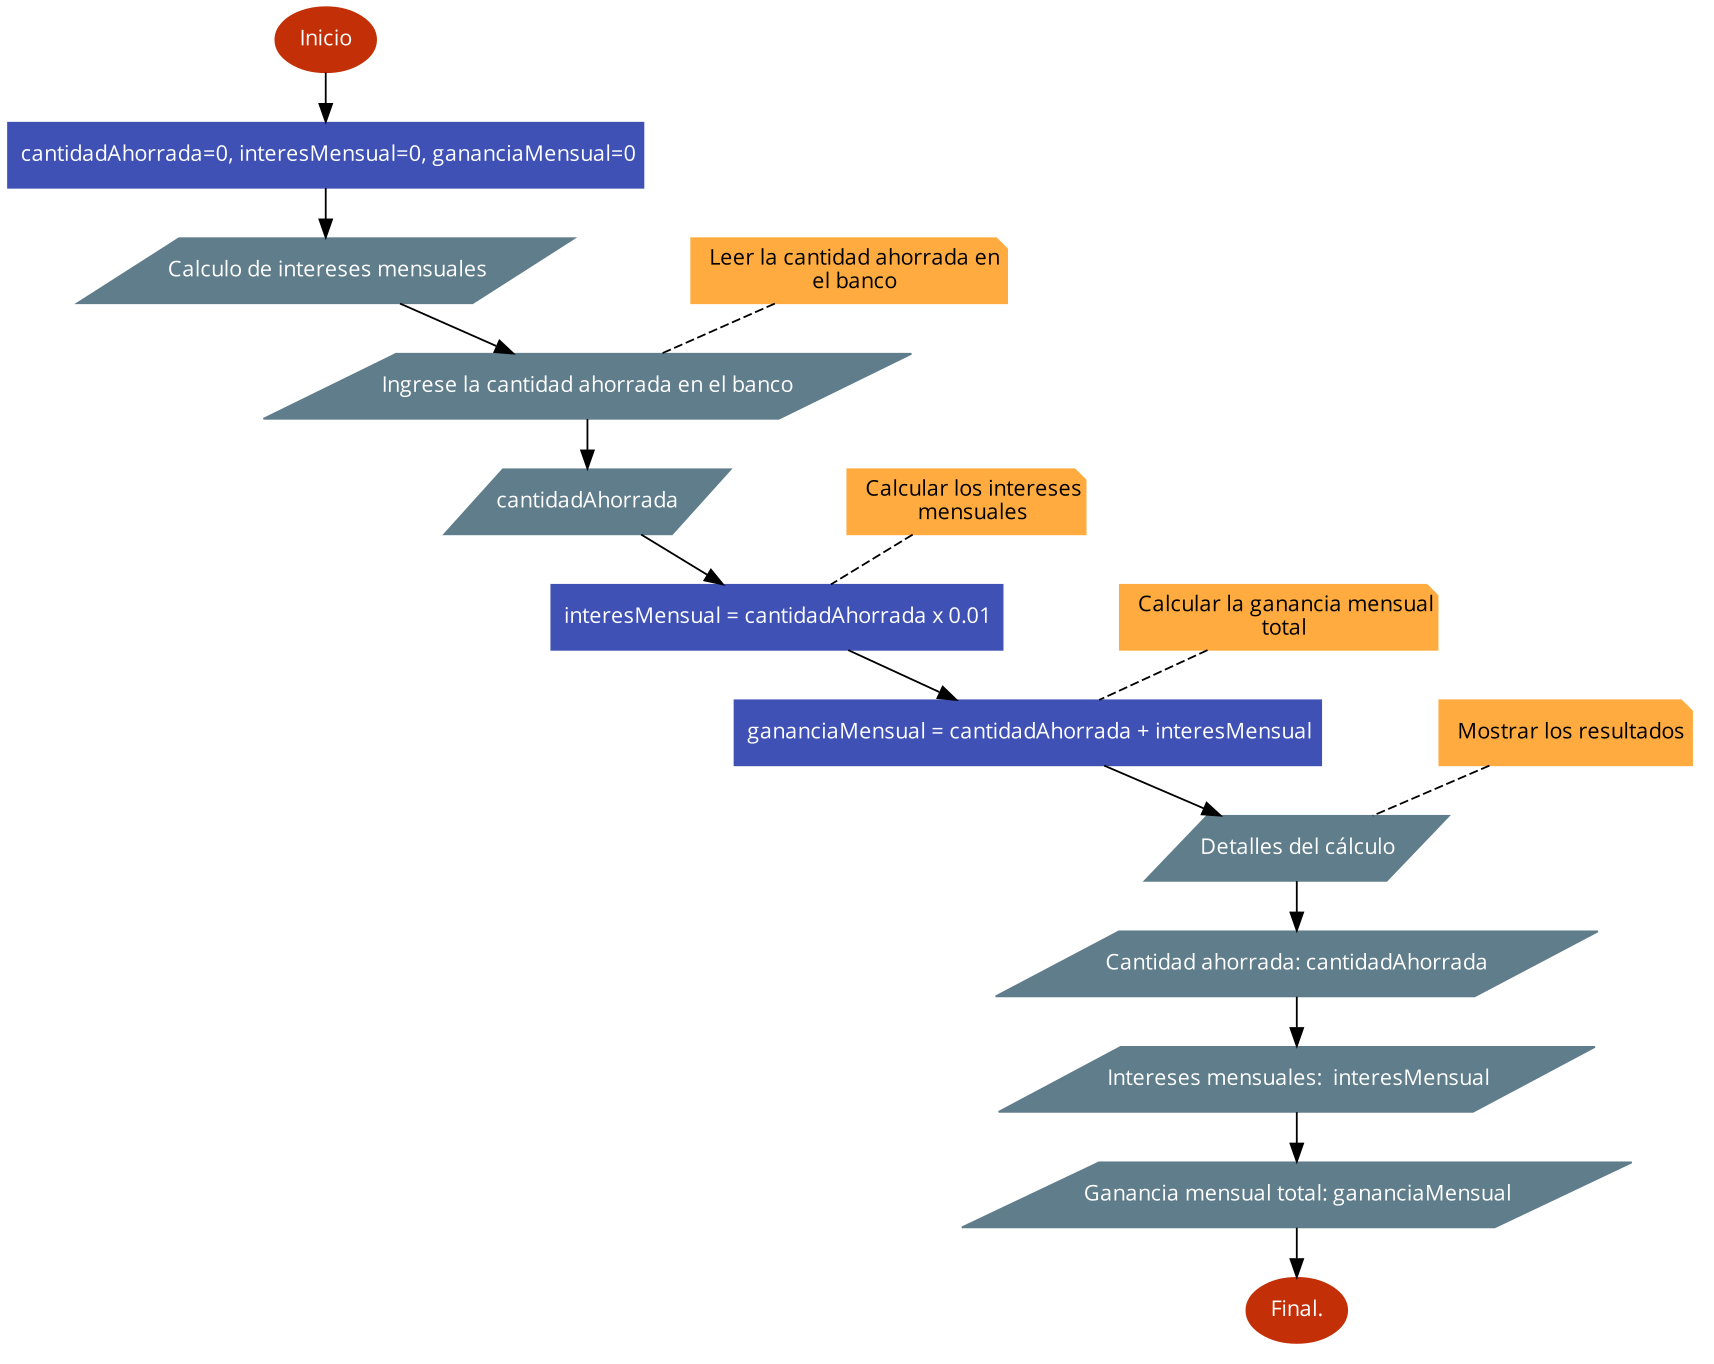 Inicio
cantidadAhorrada=0, interesMensual=0, gananciaMensual=0
Calculo de intereses mensuales
Leer la cantidad ahorrada en
el banco
Ingrese la cantidad ahorrada en el banco
cantidadAhorrada
Calcular los intereses
mensuales
interesMensual = cantidadAhorrada x 0.01
Calcular la ganancia mensual
total
gananciaMensual = cantidadAhorrada + interesMensual
Mostrar los resultados
Detalles del cálculo
Cantidad ahorrada: cantidadAhorrada
Intereses mensuales:  interesMensual
Ganancia mensual total: gananciaMensual
Final.